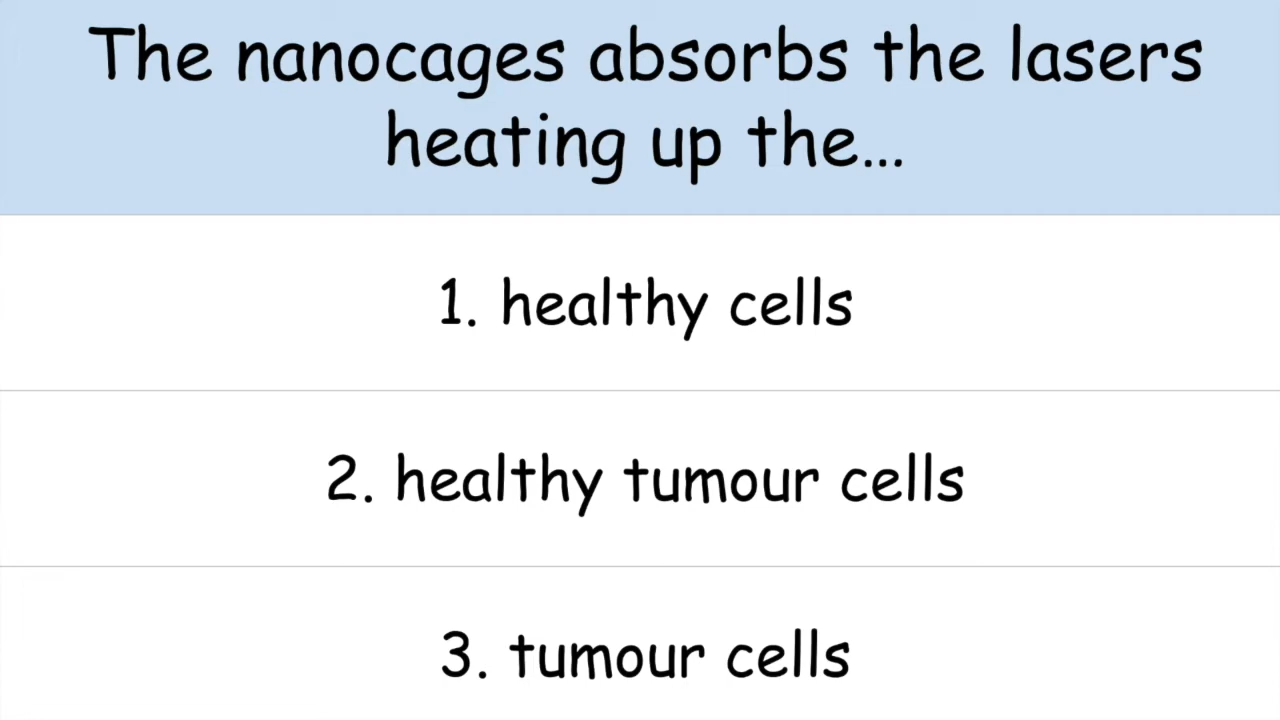 The nanocages absorbs the lasers
heating up the...
1. healthy cells
2. healthy tumour cells
3. tumour cells